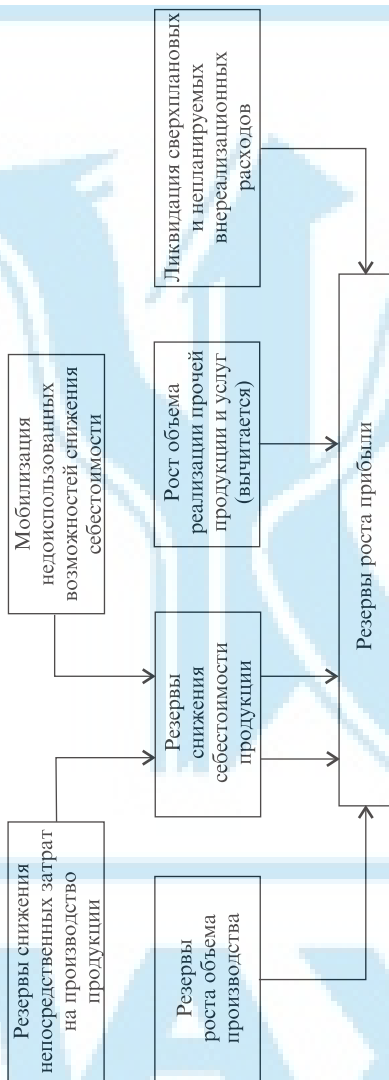 Резервы снижения
непосредственных затрат
на производство
продукции
Мобилизация
недоиспользованных
возможностей снижения
себестоимости
Резервы
роста объема
производства
Резервы
снижения
себестоимости
продукции
Рост объема
реализации прочей
продукции и услуг
(вычитается)
Ликвидация сверхплановых
и непланируемых
внереализационных
расходов
Резервы роста прибыли